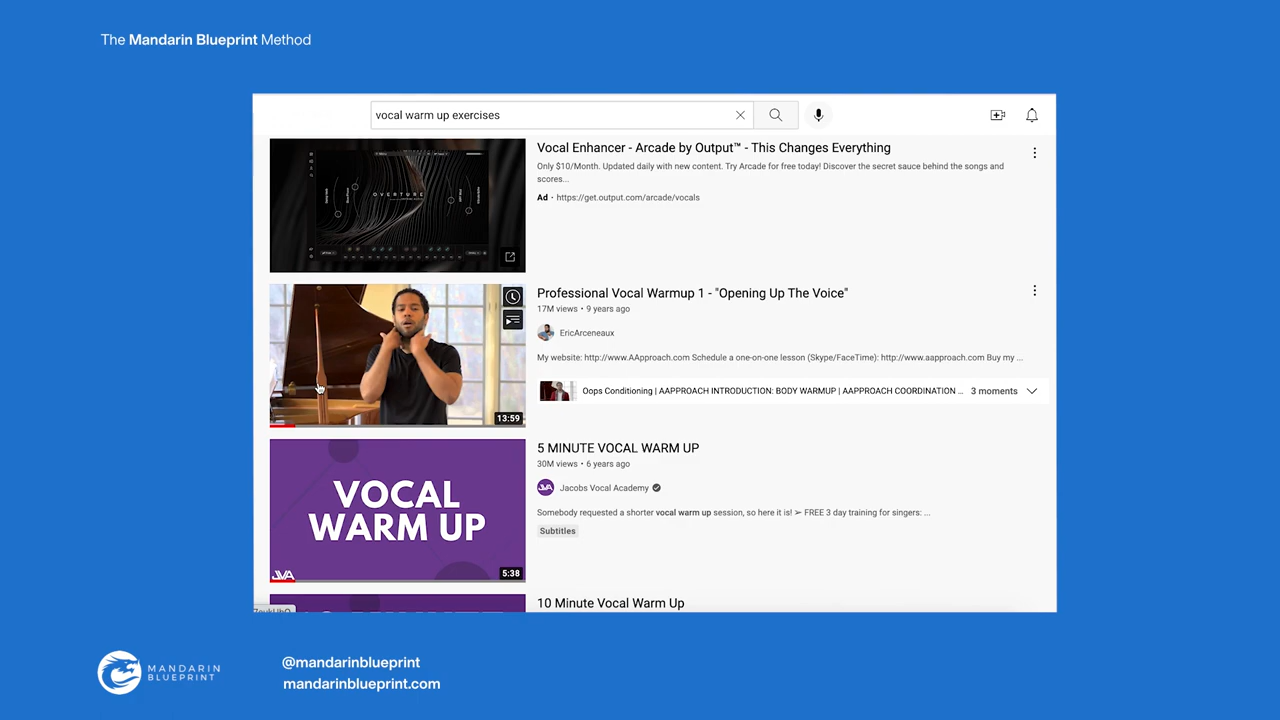 The Mandarin Blueprint Method
vocal warm up exercises
Vocal Enhancer - Arcade by Output™ - This Changes Everything
Only $10/Month. Updated daily with new content. Try Arcade for free today! Discover the secret sauce behind the songs and
scores...
Ad · https://get.output.com/arcade/vocals
OVERTURE
Professional Vocal Warmup 1 - "Opening Up The Voice"
17M views • 9 years ago
EricArceneaux
My website: http://www.AApproach.com Schedule a one-on-one lesson (Skype/FaceTime): http://www.aapproach.com Buy my ...
Oops Conditioning | AAPPROACH INTRODUCTION: BODY WARMUP | AAPPROACH COORDINATION ... 3 moments
13:59
5 MINUTE VOCAL WARM UP
30M views • 6 years ago
JVA Jacobs Vocal Academy
Somebody requested a shorter vocal warm up session, so here it is! ➢ FREE 3 day training for singers: ...
Subtitles
VOCAL
WARM UP
JVA
5:38
10 Minute Vocal Warm Up
MANDARIN
BLUEPRINT
@mandarinblueprint
mandarinblueprint.com